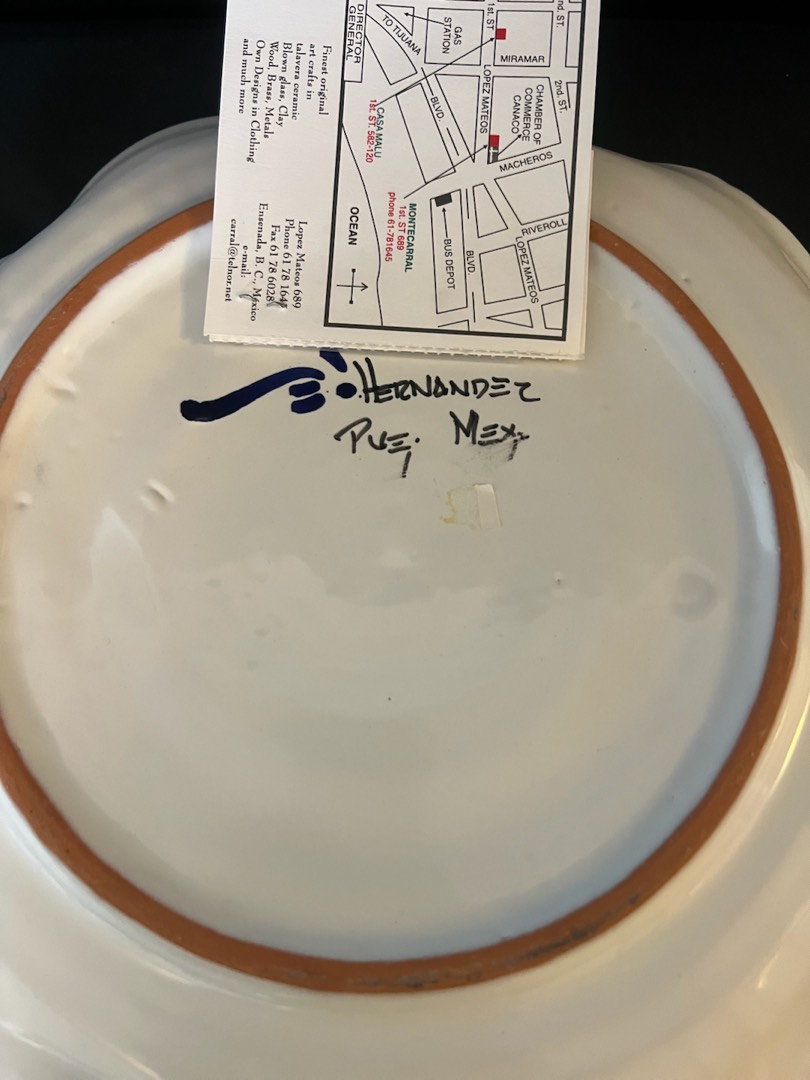 Finest original
art crafts in
talavera ceramic
Blown glass, Clay
Wood, Brass, Metals
Own Designs in Clothing
and much more
Lopez Mateos 689
Phone 61 78 16
Fax 61 78 6028
Ensenada, B. C., México
e-mail:
carral@telnor.net
DIRECTOR
GENERAL
TO TIJUANA
GAS
STATION
1st. ST
nd. ST.
MIRAMAR
2nd. ST.
BLVD.
LOPEZ MATEOS
CHAMBER OF
COMMERCE
CANACO
MACHEROS
CASA MALU
1st. ST. 582-120
MONTECARRAL
1st. ST 689
phone 61-781645
OCEAN
BUS DEPOT
BLVD.
RIVEROLL
LOPEZ MATEOS
HERNANDEZ
PUE. MEX.